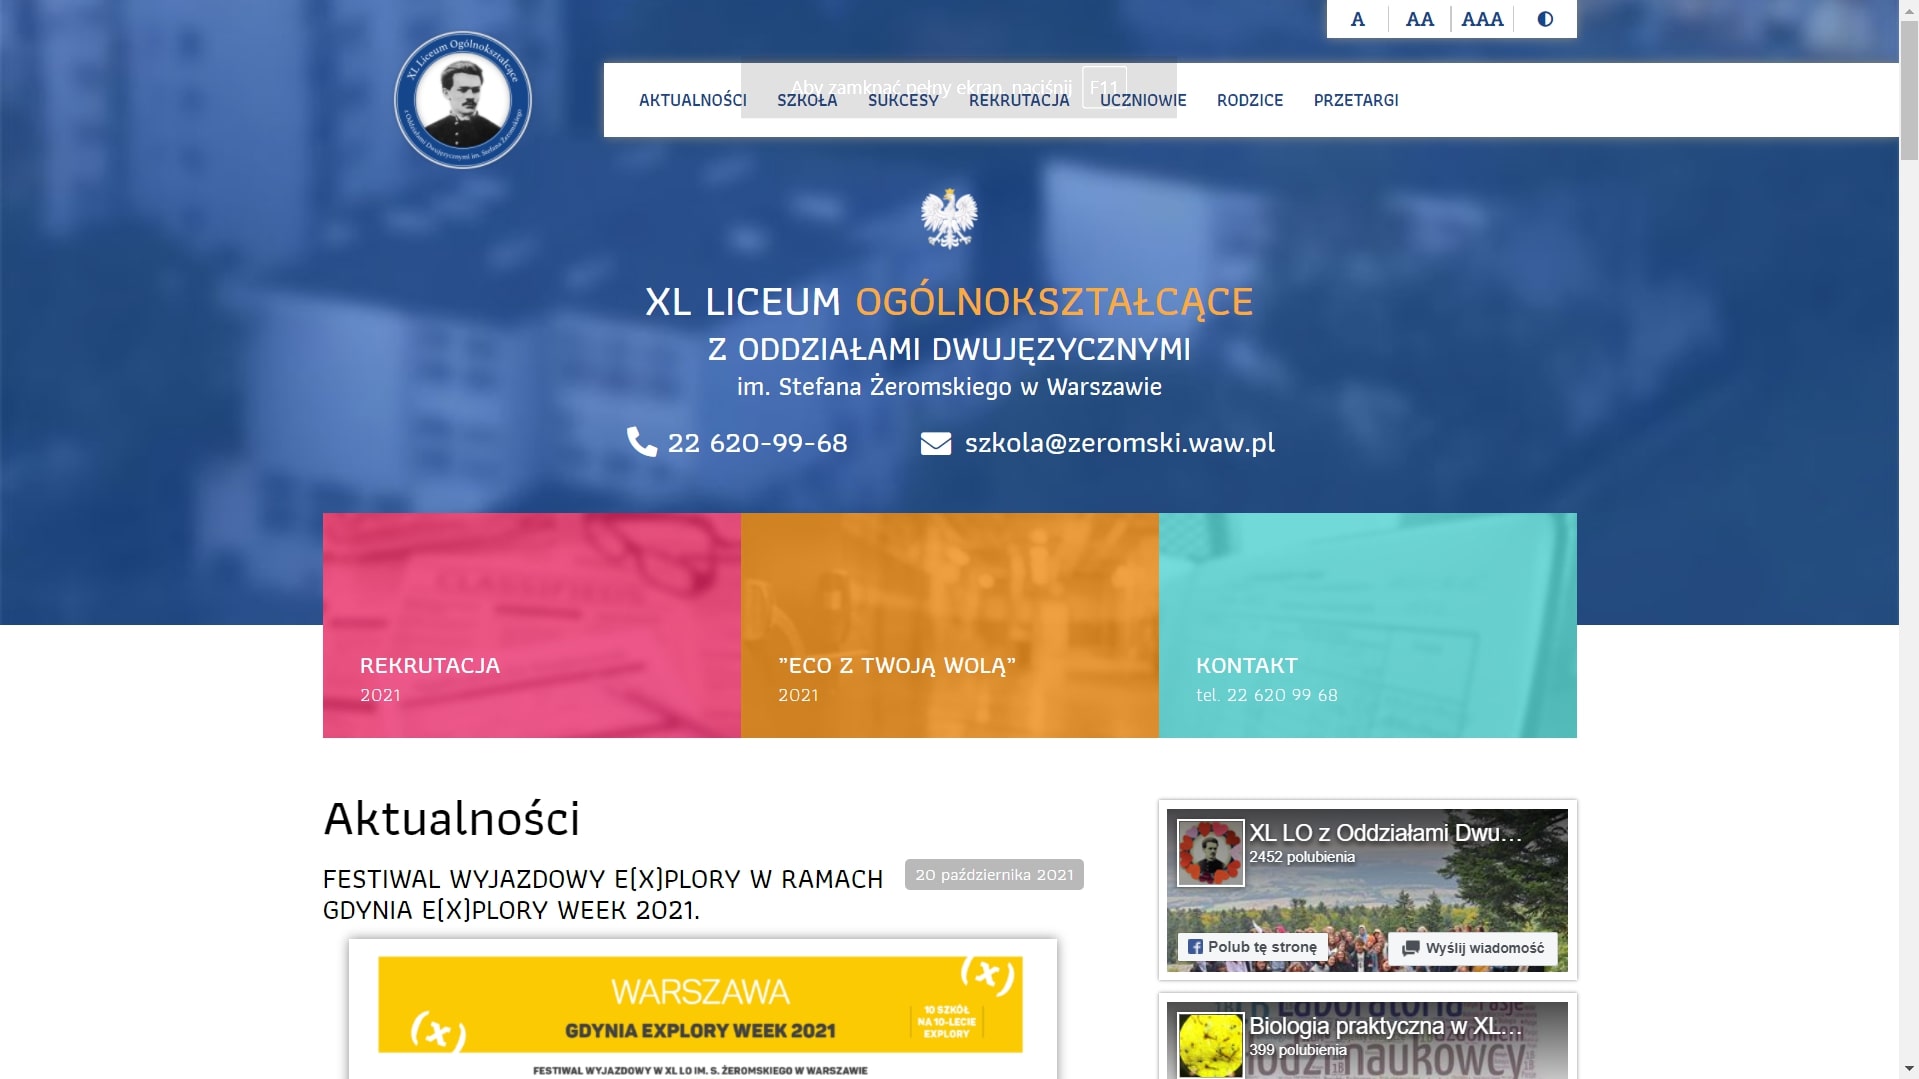 A AA AAA
XL Liceum Ogólnokształcące
z Oddziałami Dwujęzycznymi im. Stefana Żeromskiego
Aby zamknąć pełny ekran, naciśnij F11
AKTUALNOŚCI SZKOŁA SUKCESY REKRUTACJA UCZNIOWIE RODZICE PRZETARGI
XL LICEUM OGÓLNOKSZTAŁCĄCE
Z ODDZIAŁAMI DWUJĘZYCZNYMI
im. Stefana Żeromskiego w Warszawie
22 620-99-68 szkola@zeromski.waw.pl
CLASSIFIEDS
REKRUTACJA
2021
”ECO Z TWOJĄ WOLĄ”
2021
KONTAKT
tel. 22 620 99 68
Aktualności
FESTIWAL WYJAZDOWY E(X)PLORY W RAMACH
GDYNIA E(X)PLORY WEEK 2021.
20 października 2021
WARSZAWA
(x) (x)
GDYNIA EXPLORY WEEK 2021
10 SZKÓŁ
NA 10-LECIE
EXPLORY
FESTIWAL WYJAZDOWY W XL LO IM. S. ŻEROMSKIEGO W WARSZAWIE
XL LO z Oddziałami Dwu...
2452 polubienia
Polub tę stronę Wyślij wiadomość
Biologia praktyczna w XL...
399 polubienia